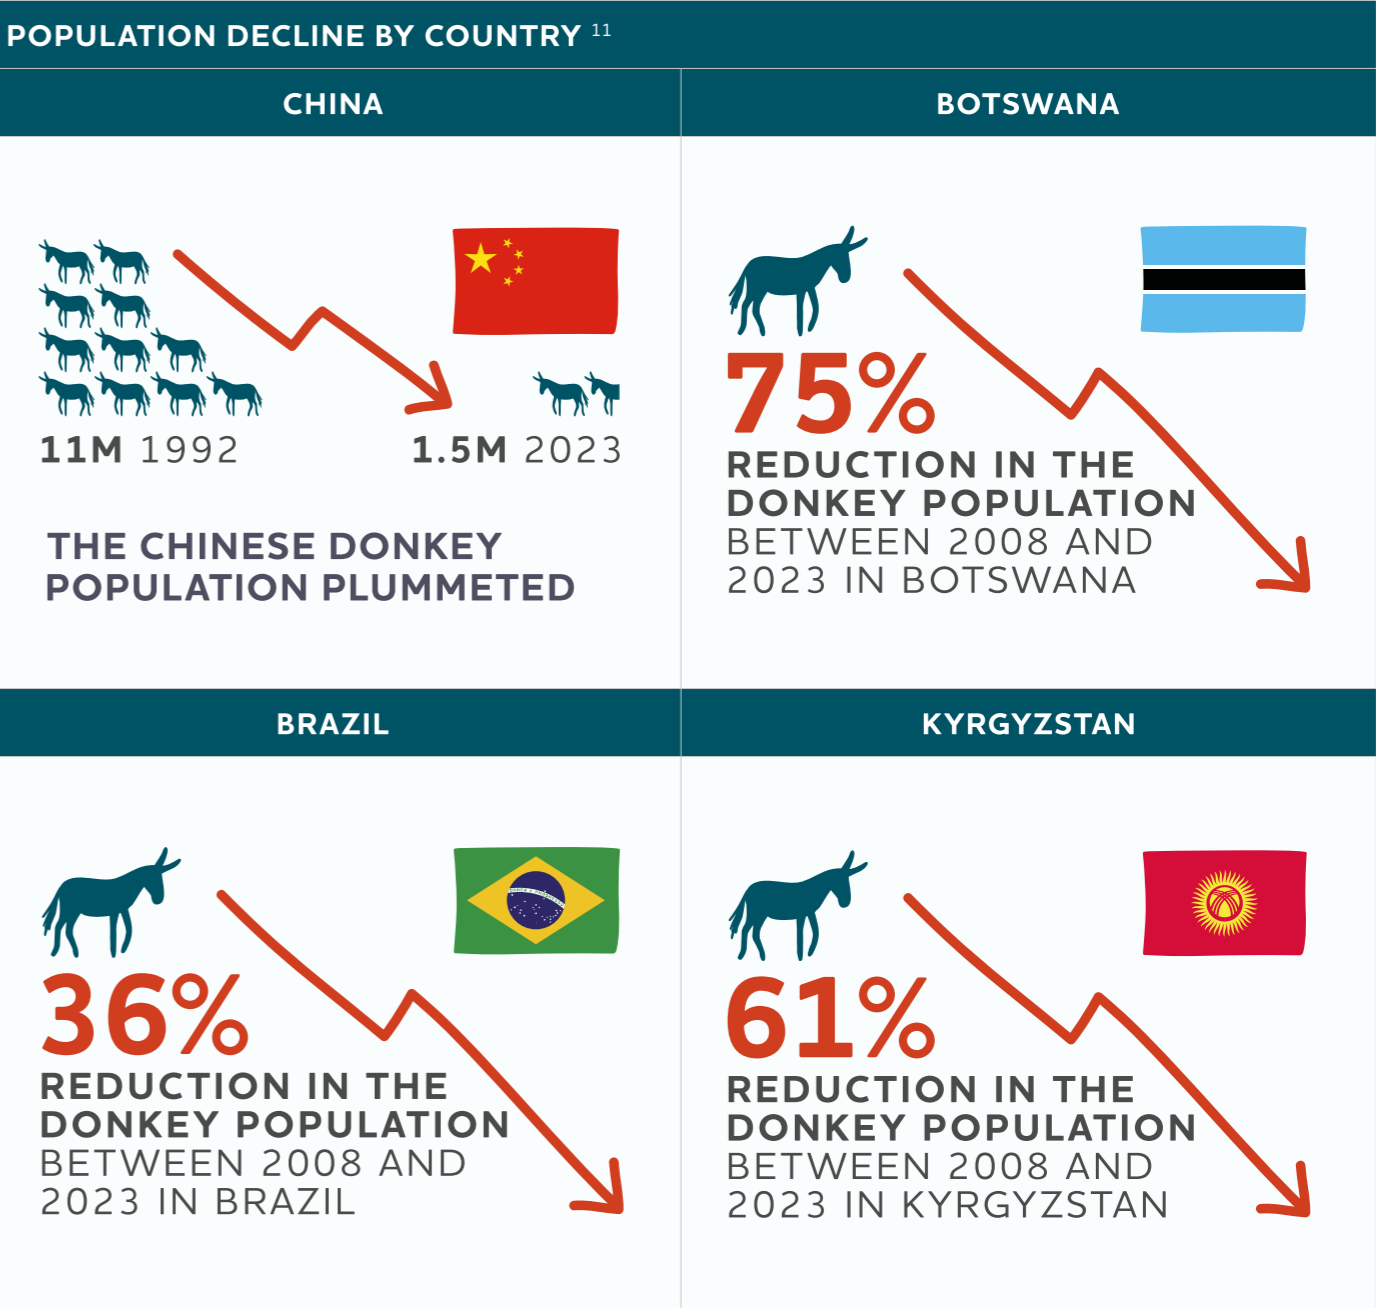 POPULATION DECLINE BY COUNTRY 11
CHINA
11M 1992
1.5M 2023
THE CHINESE DONKEY
POPULATION PLUMMETED
BOTSWANA
75%
REDUCTION IN THE
DONKEY POPULATION
BETWEEN 2008 AND
2023 IN BOTSWANA
BRAZIL
36%
REDUCTION IN THE
DONKEY POPULATION
BETWEEN 2008 AND
2023 IN BRAZIL
KYRGYZSTAN
61%
REDUCTION IN THE
DONKEY POPULATION
BETWEEN 2008 AND
2023 IN KYRGYZSTAN